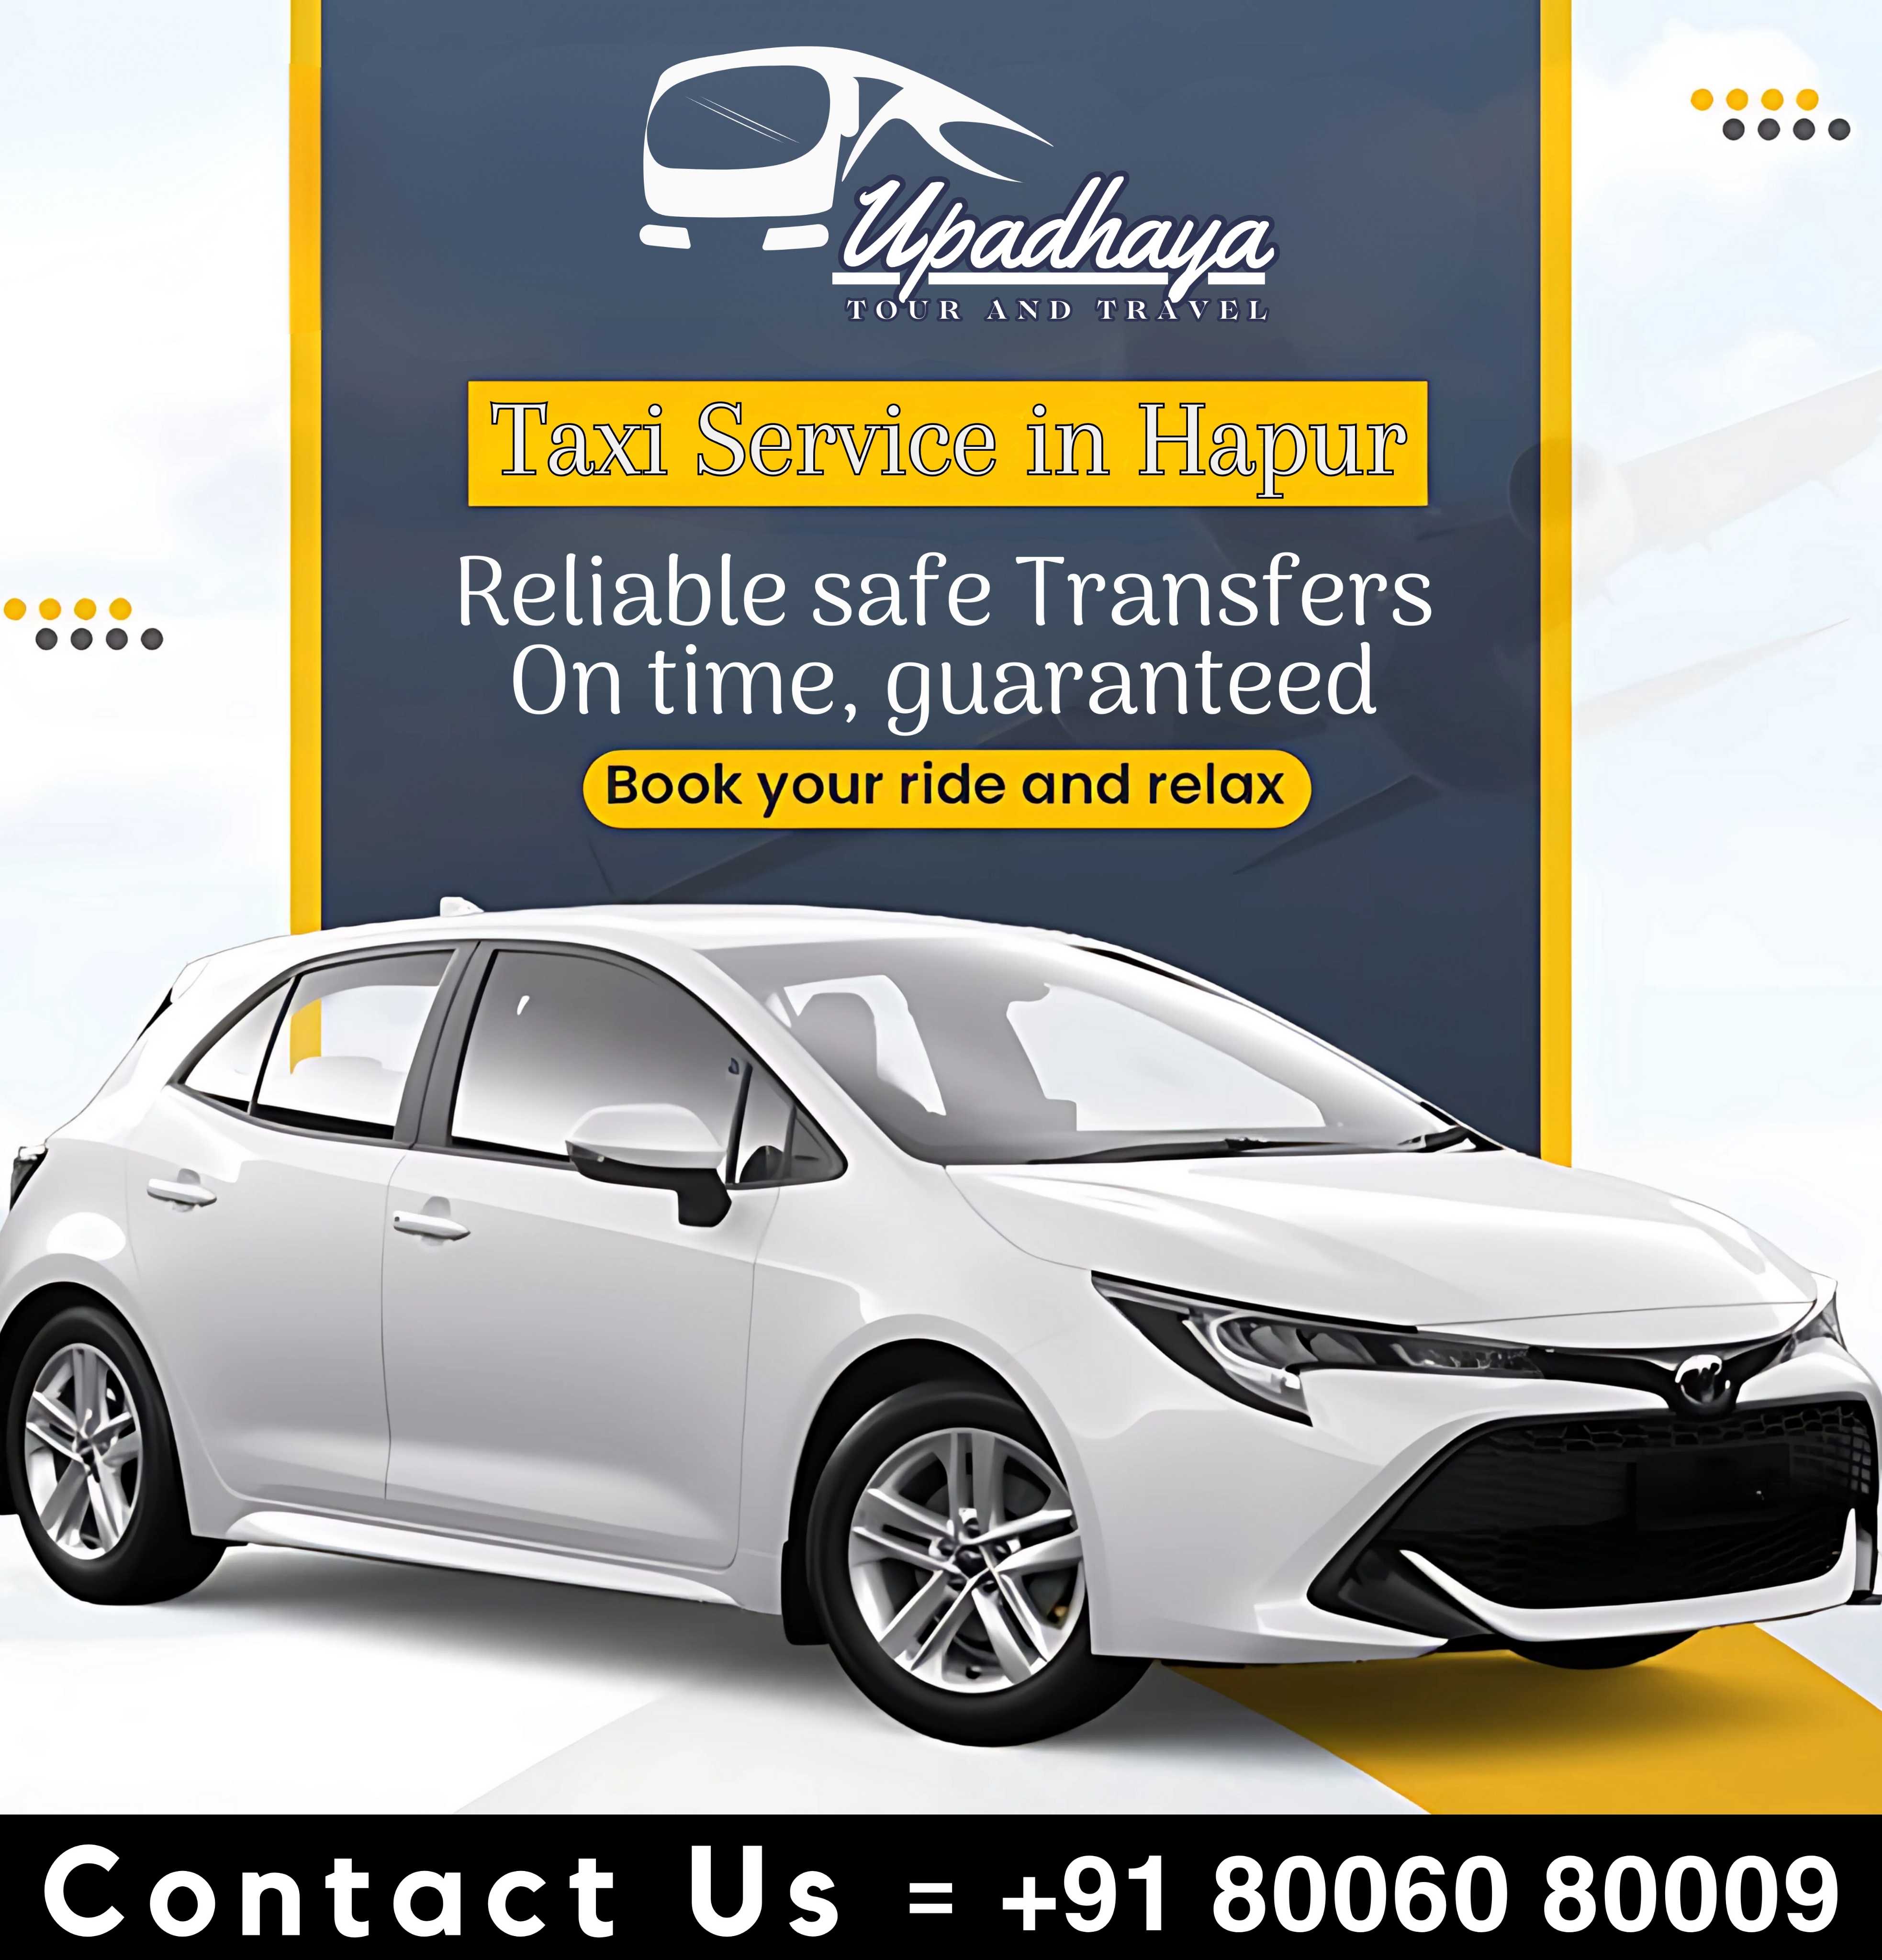 Upadhaya
TOUR AND TRAVEL
Taxi Service in Hapur
Reliable safe Transfers
On time, guaranteed
Book your ride and relax
Contact Us = +91 80060 80009